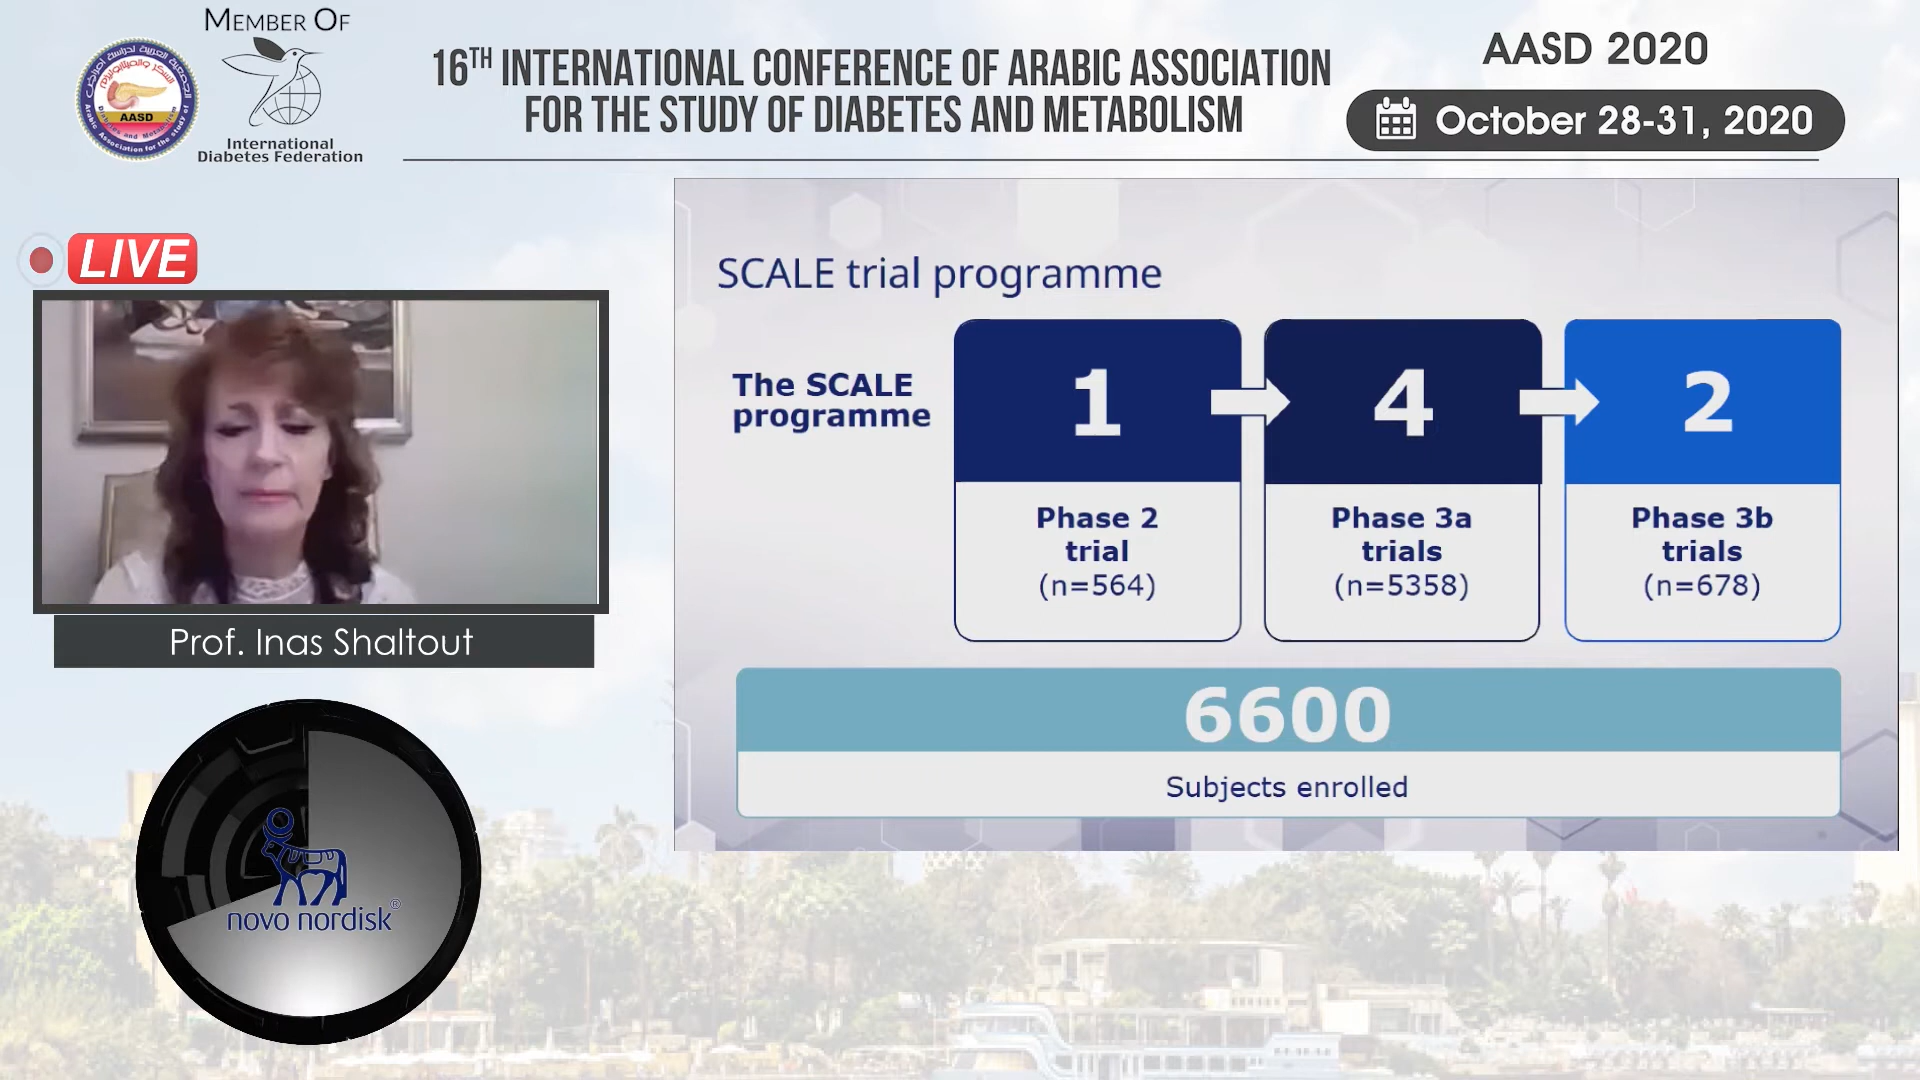 MEMBER OF
International
Diabetes Federation
AASD
16TH INTERNATIONAL CONFERENCE OF ARABIC ASSOCIATION
FOR THE STUDY OF DIABETES AND METABOLISM
AASD 2020
October 28-31, 2020
LIVE
Prof. Inas Shaltout
novo nordisk®
SCALE trial programme
The SCALE
programme
1
Phase 2
trial
(n=564)
4
Phase 3a
trials
(n=5358)
2
Phase 3b
trials
(n=678)
6600
Subjects enrolled